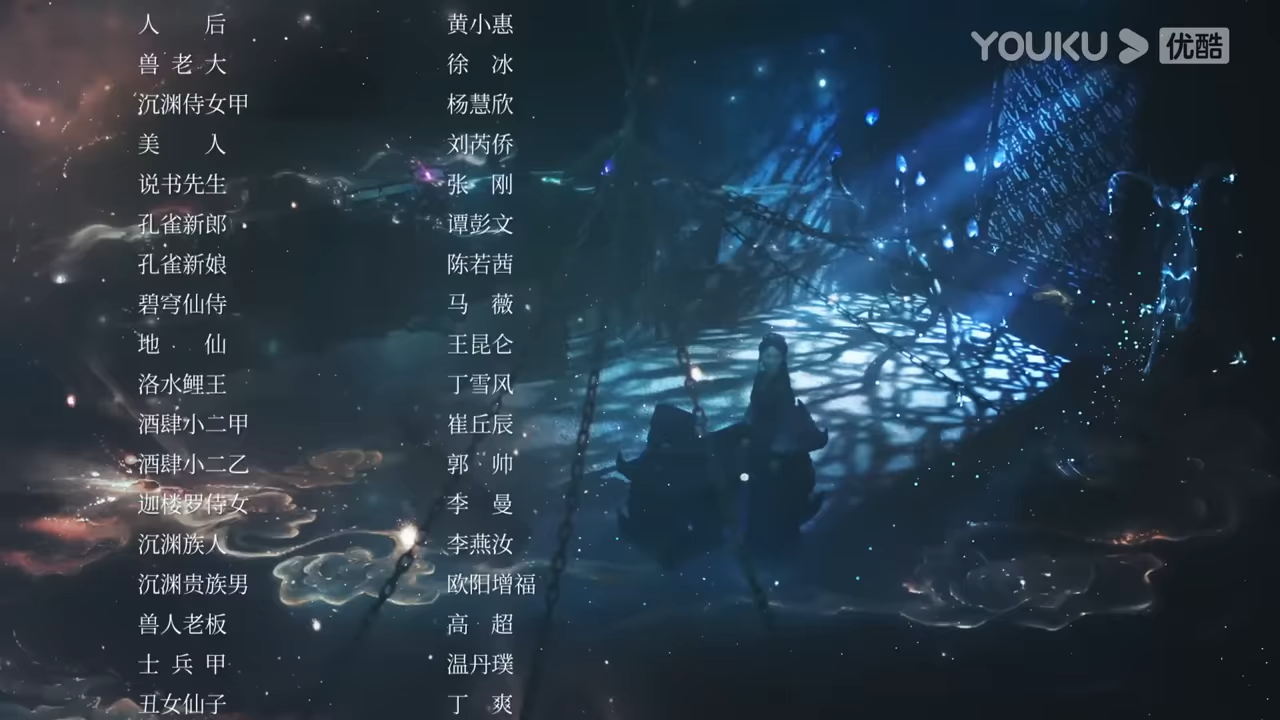 人 后 黄小惠
YOUKU 优酷
兽老大 徐 冰
沉渊侍女甲 杨慧欣
美 人 刘芮侨
说书先生 张 刚
孔雀新郎 谭彭文
孔雀新娘 陈若茜
碧穹仙侍 马 薇
地 仙 王昆仑
洛水鲤王 丁雪风
酒肆小二甲 崔丘辰
酒肆小二乙 郭 帅
迦楼罗侍女 李 曼
沉渊族人 李燕汝
沉渊贵族男 欧阳增福
兽人老板 高 超
士兵甲 温丹璞
丑女仙子 丁 爽